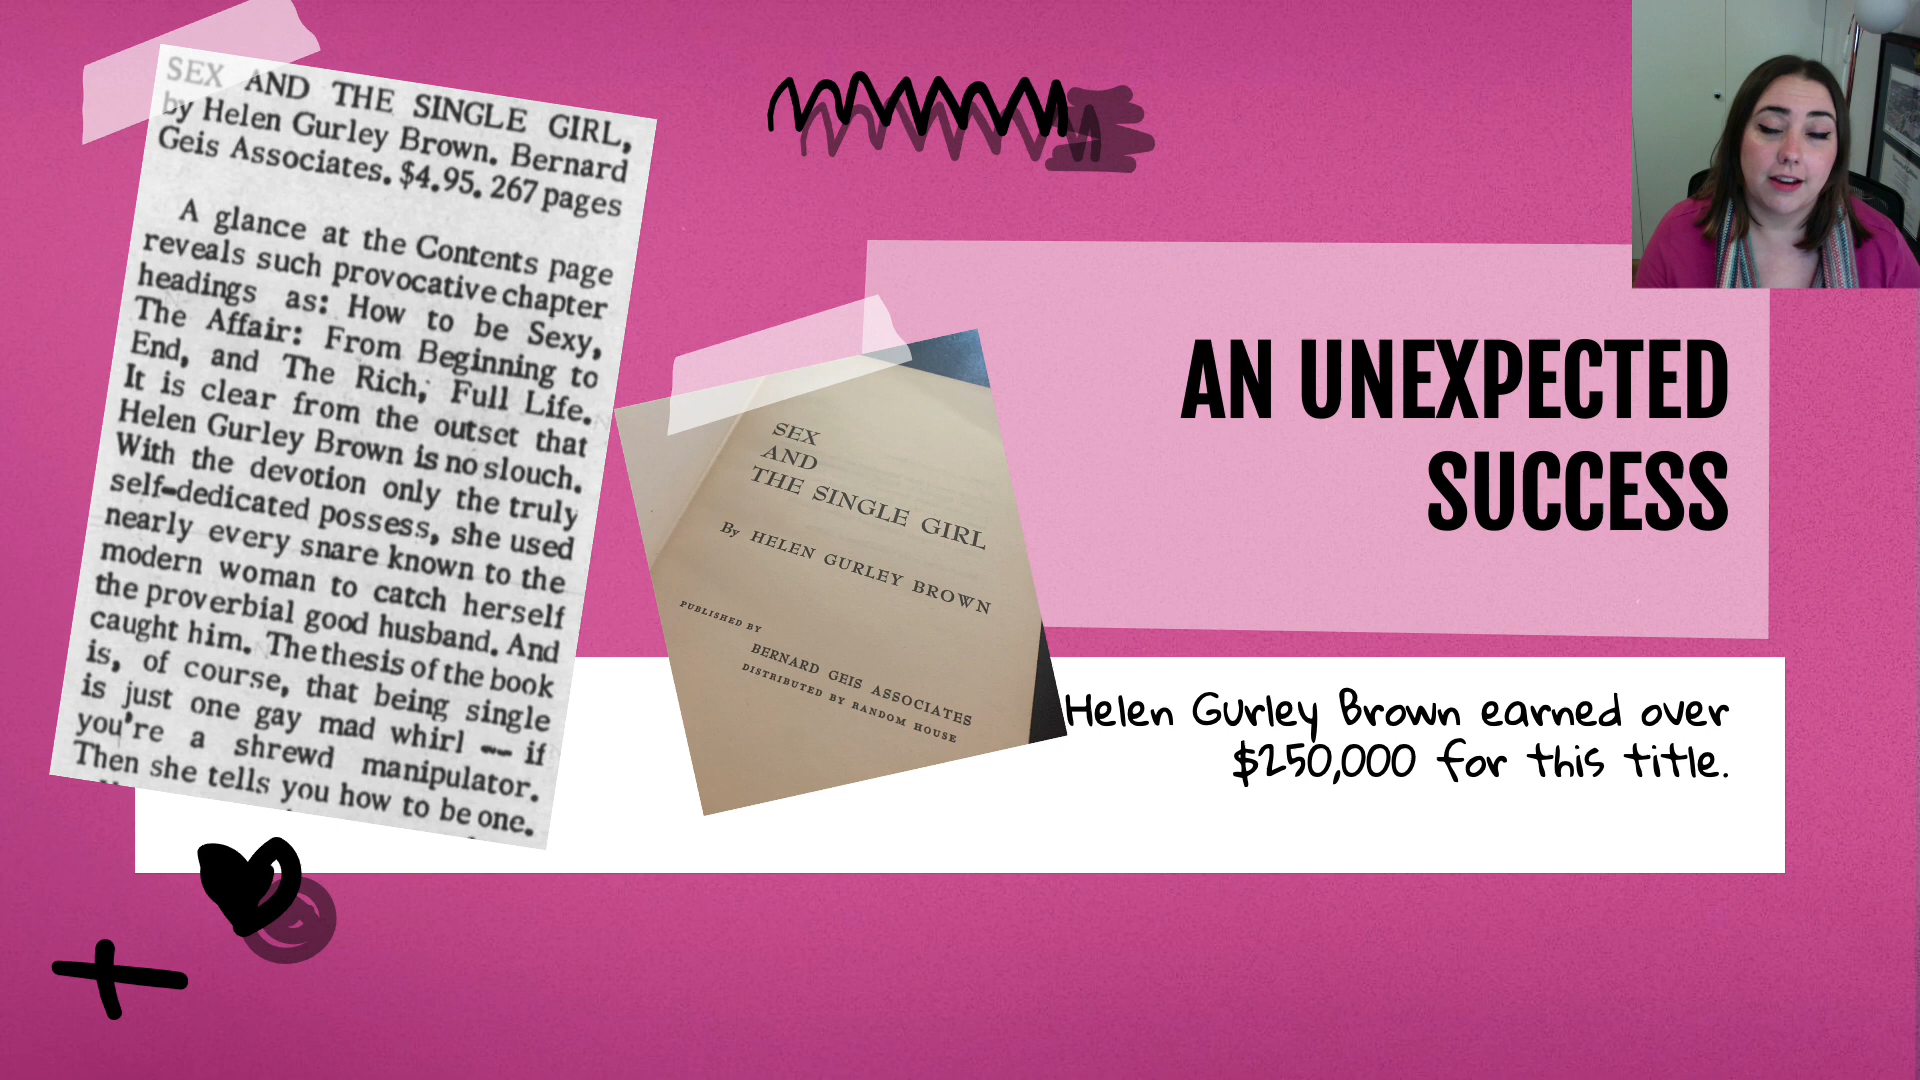 SEX AND THE SINGLE GIRL,
by Helen Gurley Brown. Bernard
Geis Associates. $4.95. 267 pages
A glance at the Contents page
reveals such provocative chapter
headings as: How to be Sexy,
The Affair: From Beginning to
End, and The Rich, Full Life.
It is clear from the outset that
Helen Gurley Brown is no slouch.
With the devotion only the truly
self-dedicated possess, she used
nearly every snare known to the
modern woman to catch herself
the proverbial good husband. And
caught him. The thesis of the book
is, of course, that being single
is just one gay mad whirl -- if
you're a shrewd manipulator.
Then she tells you how to be one.
SEX
AND
THE SINGLE GIRL
By HELEN GURLEY BROWN
PUBLISHED BY
BERNARD GEIS ASSOCIATES
DISTRIBUTED BY RANDOM HOUSE
AN UNEXPECTED
SUCCESS
Helen Gurley Brown earned over
$250,000 for this title.